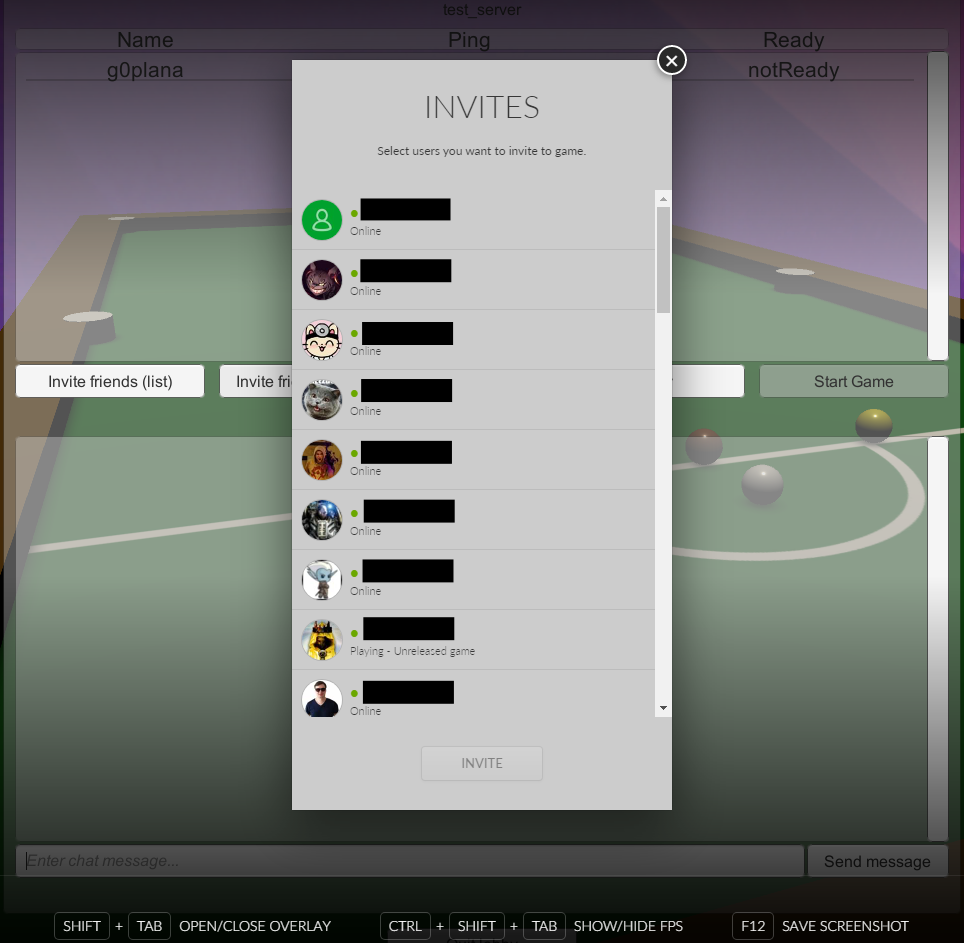 test_server
Name Ping Ready
g0plana notReady
INVITES
Select users you want to invite to game.
Online
Online
Online
Online
Online
Online
Online
Playing - Unreleased game
Online
Invite friends (list) Invite fri Start Game
INVITE
Enter chat message... Send message
SHIFT + TAB OPEN/CLOSE OVERLAY CTRL + SHIFT + TAB SHOW/HIDE FPS F12 SAVE SCREENSHOT